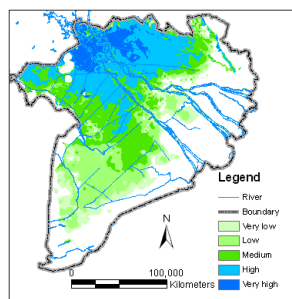 Legend
River
Boundary
Very low
Low
Medium
High
Very high
N
0 100,000
Kilometers